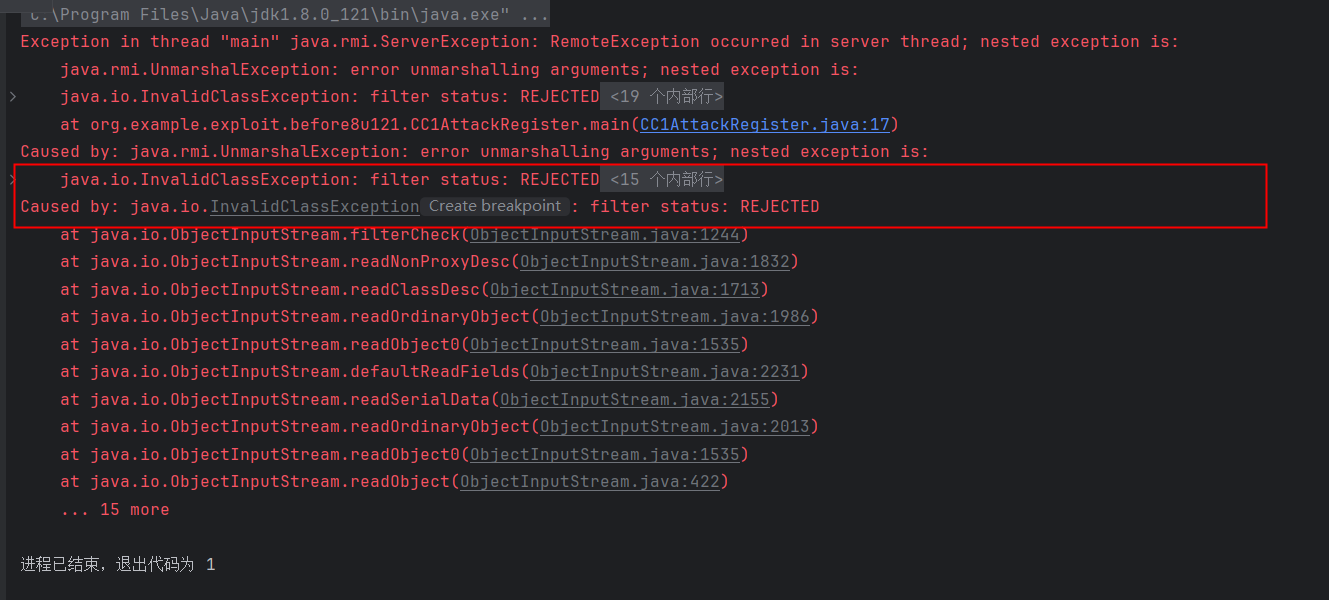 "C:\Program Files\Java\jdk1.8.0_121\bin\java.exe" ...
Exception in thread "main" java.rmi.ServerException: RemoteException occurred in server thread; nested exception is:
java.rmi.UnmarshalException: error unmarshalling arguments; nested exception is:
java.io.InvalidClassException: filter status: REJECTED <19 个内部行>
at org.example.exploit.before8u121.CC1AttackRegister.main(CC1AttackRegister.java:17)
Caused by: java.rmi.UnmarshalException: error unmarshalling arguments; nested exception is:
java.io.InvalidClassException: filter status: REJECTED <15 个内部行>
Caused by: java.io.InvalidClassException Create breakpoint : filter status: REJECTED
at java.io.ObjectInputStream.filterCheck(ObjectInputStream.java:1244)
at java.io.ObjectInputStream.readNonProxyDesc(ObjectInputStream.java:1832)
at java.io.ObjectInputStream.readClassDesc(ObjectInputStream.java:1713)
at java.io.ObjectInputStream.readOrdinaryObject(ObjectInputStream.java:1986)
at java.io.ObjectInputStream.readObject0(ObjectInputStream.java:1535)
at java.io.ObjectInputStream.defaultReadFields(ObjectInputStream.java:2231)
at java.io.ObjectInputStream.readSerialData(ObjectInputStream.java:2155)
at java.io.ObjectInputStream.readOrdinaryObject(ObjectInputStream.java:2013)
at java.io.ObjectInputStream.readObject0(ObjectInputStream.java:1535)
at java.io.ObjectInputStream.readObject(ObjectInputStream.java:422)
... 15 more
进程已结束，退出代码为 1